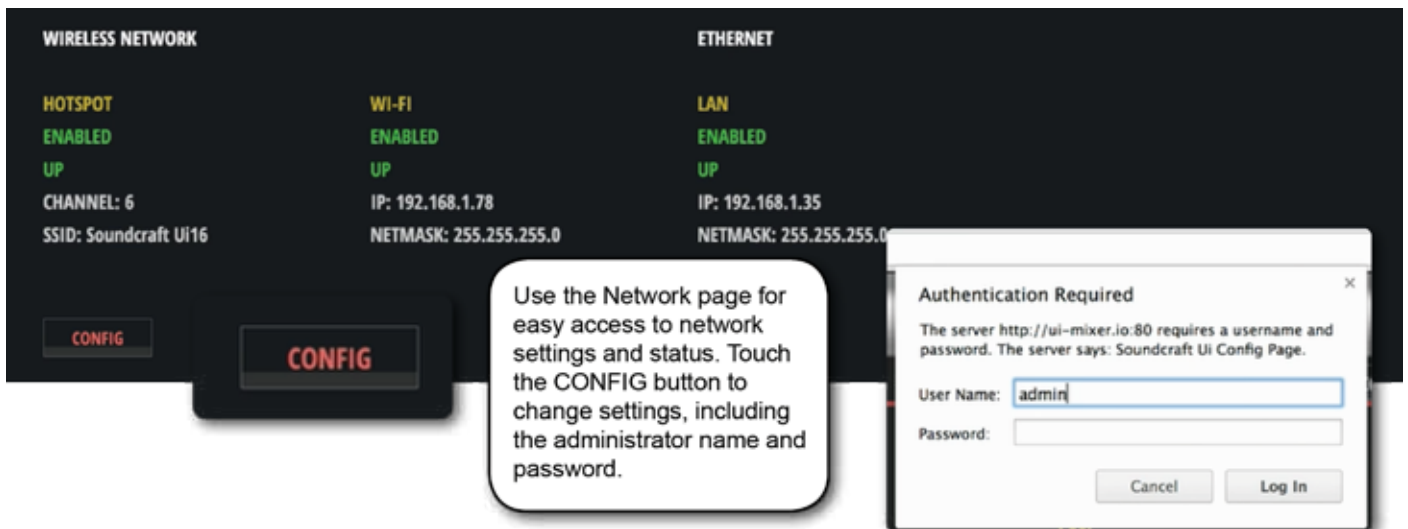 WIRELESS NETWORK
ETHERNET
HOTSPOT
WI-FI
LAN
ENABLED
ENABLED
ENABLED
UP
UP
UP
CHANNEL: 6
IP: 192.168.1.78
IP: 192.168.1.35
SSID: Soundcraft Ui16
NETMASK: 255.255.255.0
NETMASK: 255.255.255.0
CONFIG
CONFIG
Use the Network page for
easy access to network
settings and status. Touch
the CONFIG button to
change settings, including
the administrator name and
password.
Authentication Required
×
The server http://ui-mixer.io:80 requires a username and
password. The server says: Soundcraft Ui Config Page.
User Name: admin
Password:
Cancel
Log In